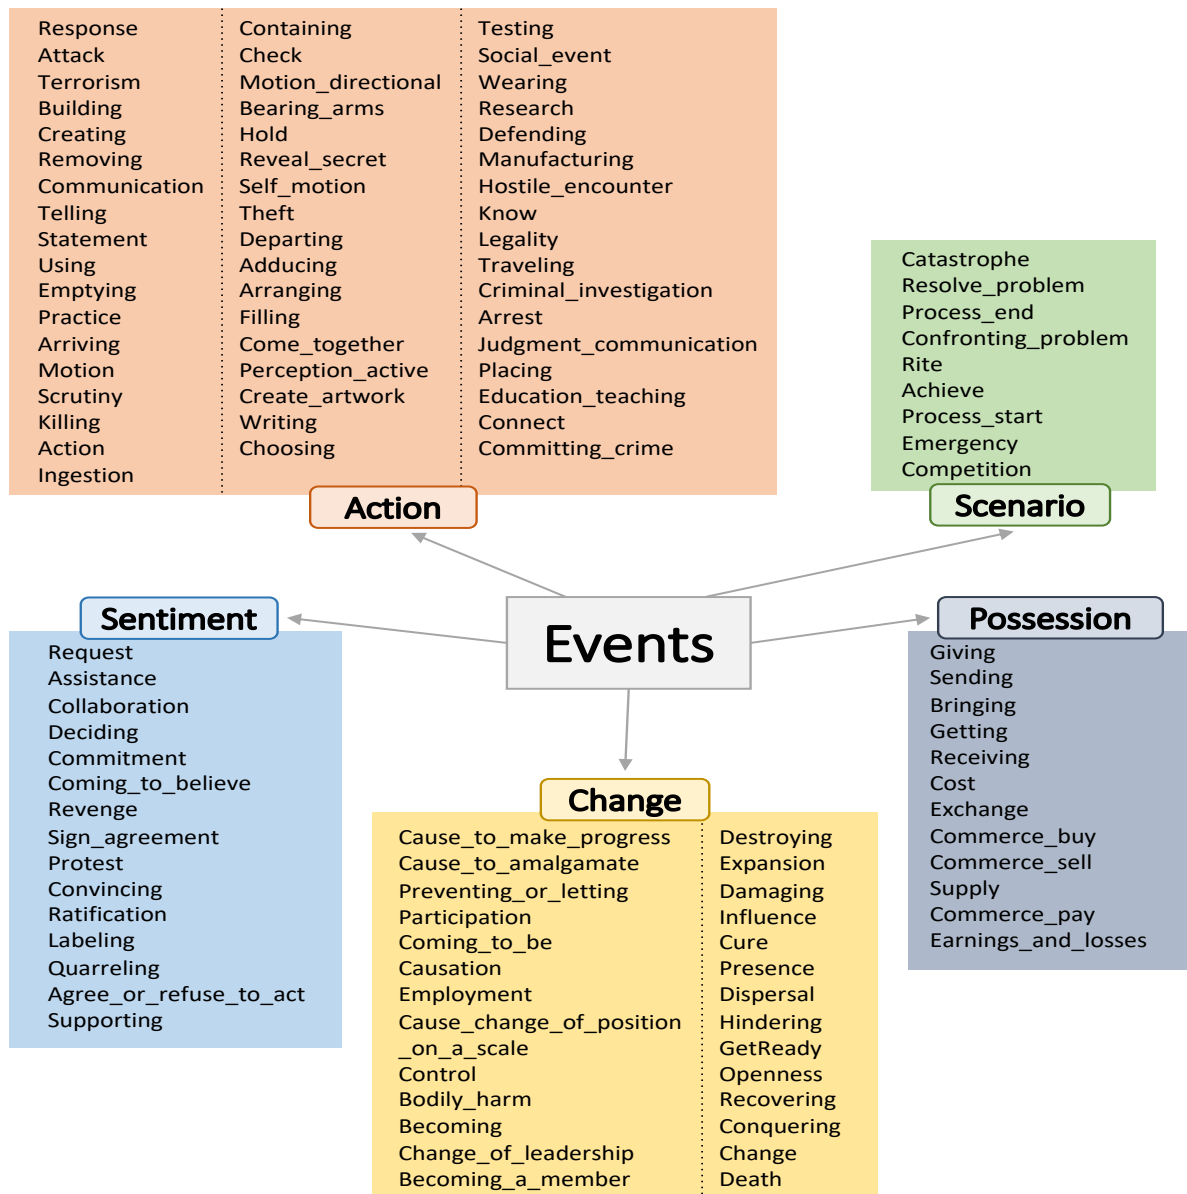 Response
Attack
Terrorism
Building
Creating
Removing
Communication
Telling
Statement
Using
Emptying
Practice
Arriving
Motion
Scrutiny
Killing
Action
Ingestion
Containing
Check
Motion_directional
Bearing_arms
Hold
Reveal_secret
Self_motion
Theft
Departing
Adducing
Arranging
Filling
Come_together
Perception_active
Create_artwork
Writing
Choosing
Testing
Social_event
Wearing
Research
Defending
Manufacturing
Hostile_encounter
Know
Legality
Traveling
Criminal_investigation
Arrest
Judgment_communication
Placing
Education_teaching
Connect
Committing_crime
Action
Catastrophe
Resolve_problem
Process_end
Confronting_problem
Rite
Achieve
Process_start
Emergency
Competition
Scenario
Events
Sentiment
Request
Assistance
Collaboration
Deciding
Commitment
Coming_to_believe
Revenge
Sign_agreement
Protest
Convincing
Ratification
Labeling
Quarreling
Agree_or_refuse_to_act
Supporting
Possession
Giving
Sending
Bringing
Getting
Receiving
Cost
Exchange
Commerce_buy
Commerce_sell
Supply
Commerce_pay
Earnings_and_losses
Change
Cause_to_make_progress
Cause_to_amalgamate
Preventing_or_letting
Participation
Coming_to_be
Causation
Employment
Cause_change_of_position
_on_a_scale
Control
Bodily_harm
Becoming
Change_of_leadership
Becoming_a_member
Destroying
Expansion
Damaging
Influence
Cure
Presence
Dispersal
Hindering
GetReady
Openness
Recovering
Conquering
Change
Death